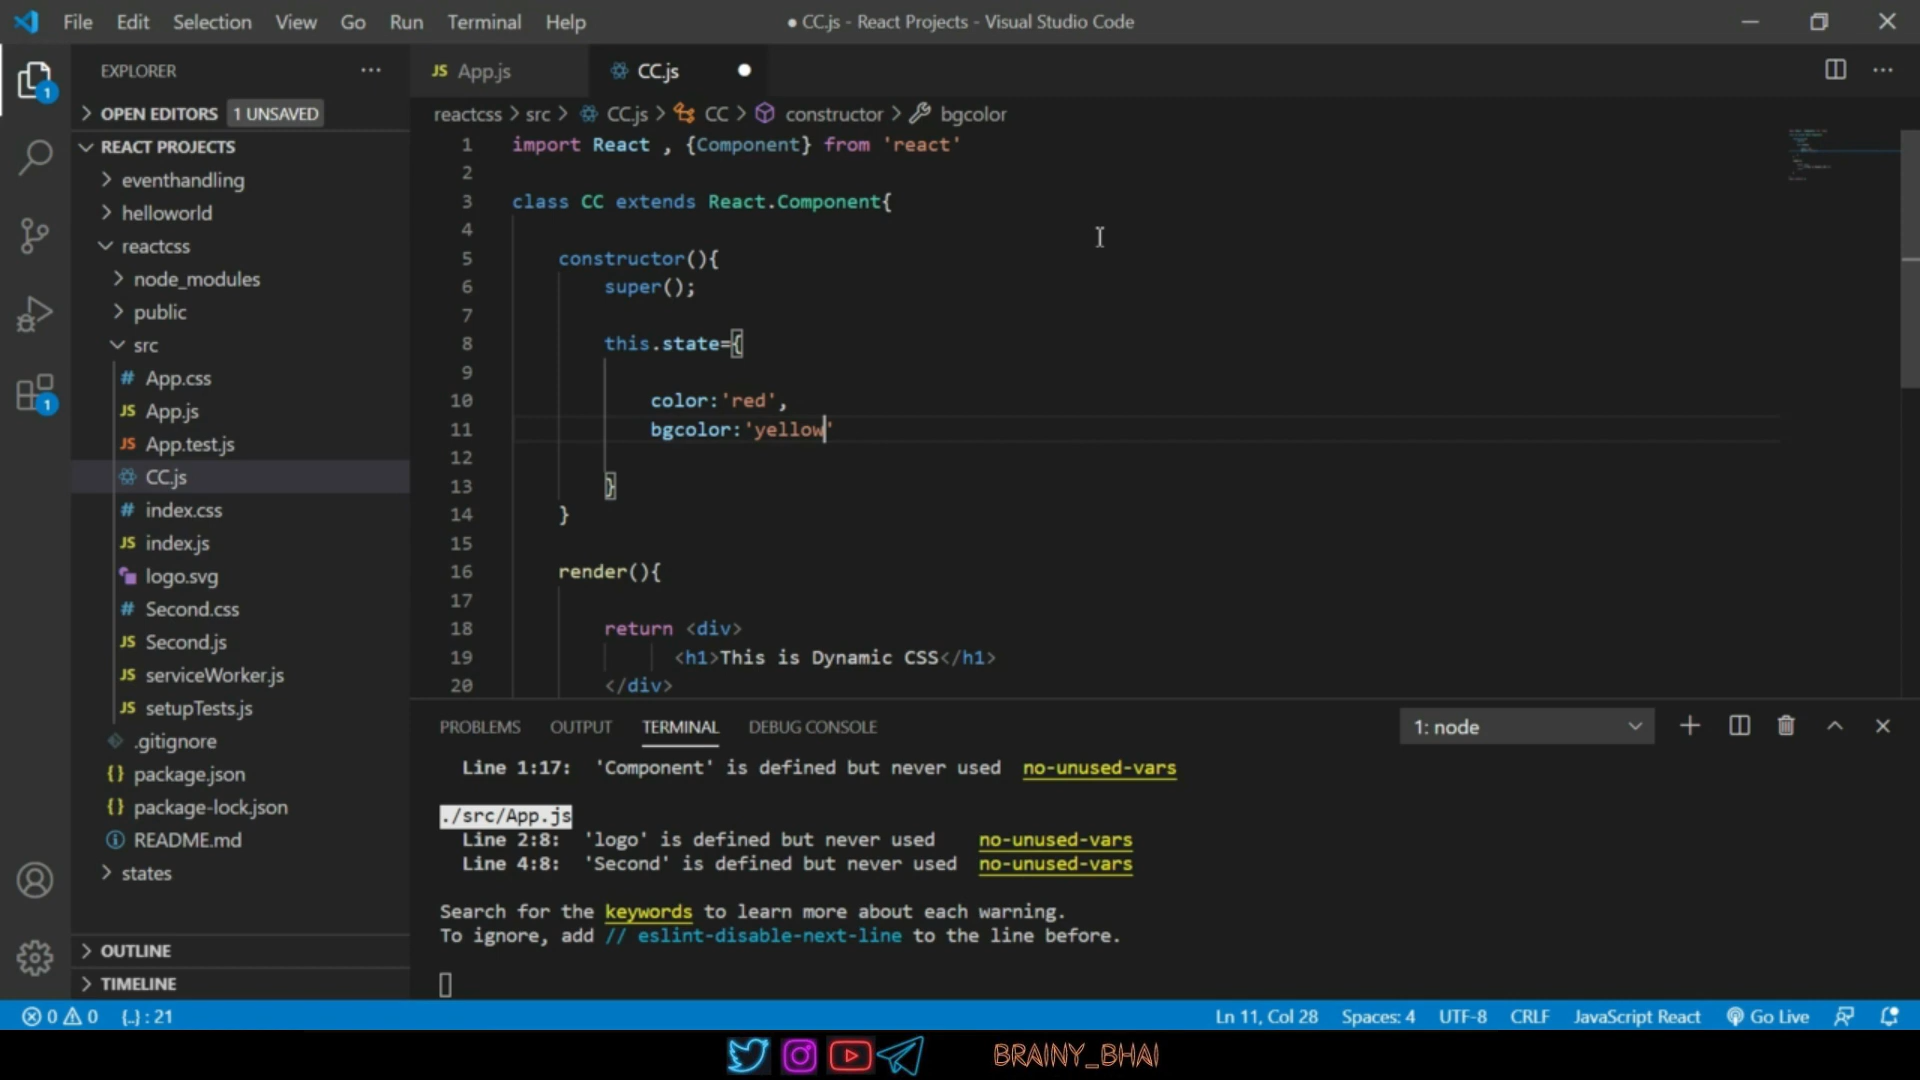 File Edit Selection View Go Run Terminal Help
● CC.js - React Projects - Visual Studio Code
EXPLORER
OPEN EDITORS 1 UNSAVED
REACT PROJECTS
eventhandling
helloworld
reactcss
node_modules
public
src
# App.css
JS App.js
JS App.test.js
CC.js
# index.css
JS index.js
logo.svg
# Second.css
JS Second.js
JS serviceWorker.js
JS setupTests.js
.gitignore
{} package.json
{} package-lock.json
README.md
states
OUTLINE
TIMELINE
1
1
JS App.js
CC.js
reactcss > src > CC.js > CC > constructor > bgcolor
1 import React , {Component} from 'react'
2
3 class CC extends React.Component{
4
5 constructor(){
6 super();
7
8 this.state={
9
10 color:'red',
11 bgcolor:'yellow'
12
13 }
14 }
15
16 render(){
17
18 return <div>
19 <h1>This is Dynamic CSS</h1>
20 </div>
PROBLEMS OUTPUT TERMINAL DEBUG CONSOLE
1: node
Line 1:17: 'Component' is defined but never used no-unused-vars
./src/App.js
Line 2:8: 'logo' is defined but never used no-unused-vars
Line 4:8: 'Second' is defined but never used no-unused-vars
Search for the keywords to learn more about each warning.
To ignore, add // eslint-disable-next-line to the line before.
0 0 {..} : 21
Ln 11, Col 28 Spaces: 4 UTF-8 CRLF JavaScript React Go Live
BRAINY_BHAI